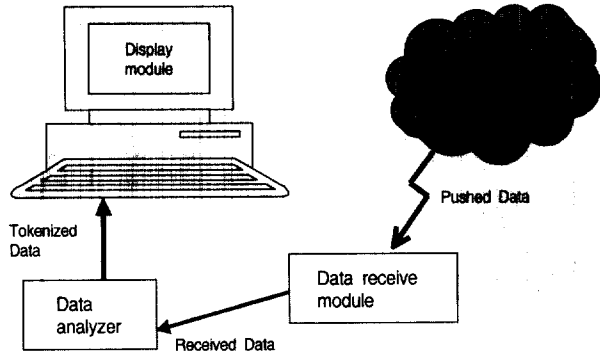 Display
module
Pushed Data
Tokenized
Data
Data receive
module
Data
analyzer
Received Data